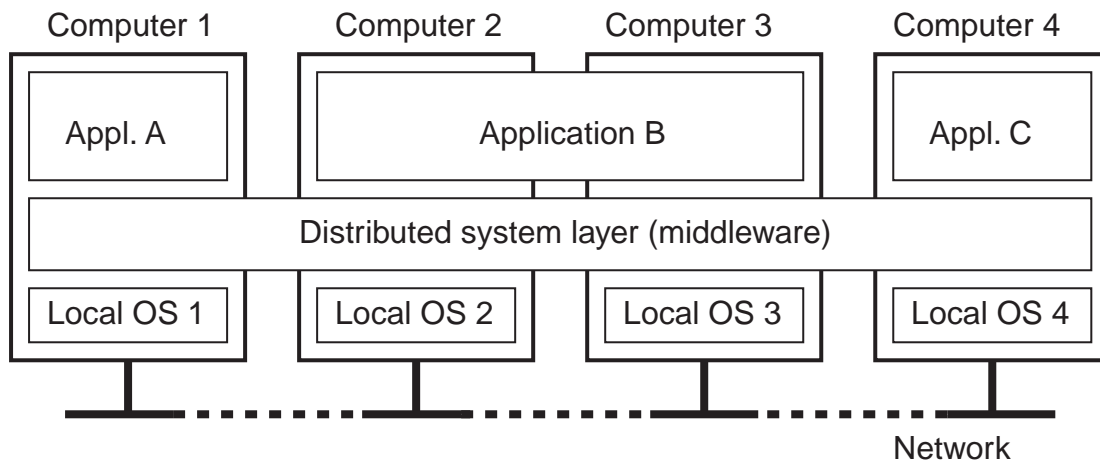 Computer 1
Computer 2
Computer 3
Computer 4
Appl. A
Application B
Appl. C
Distributed system layer (middleware)
Local OS 1
Local OS 2
Local OS 3
Local OS 4
Network